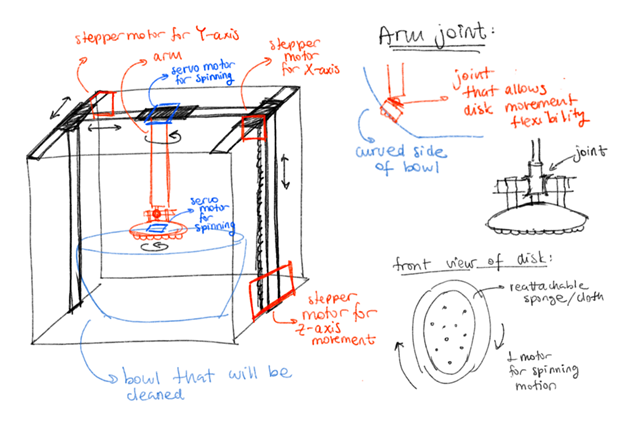 stepper motor for Y-axis
arm
servo motor
for spinning
stepper
motor
for X-axis
servo
motor
for
spinning
stepper
motor for
Z-axis
movement
bowl that will be
cleaned
Arm joint:
joint
that allows
disk movement
flexibility
curved side
of bowl
joint
front view of disk:
reattachable
sponge/cloth
1 motor
for spinning
motion